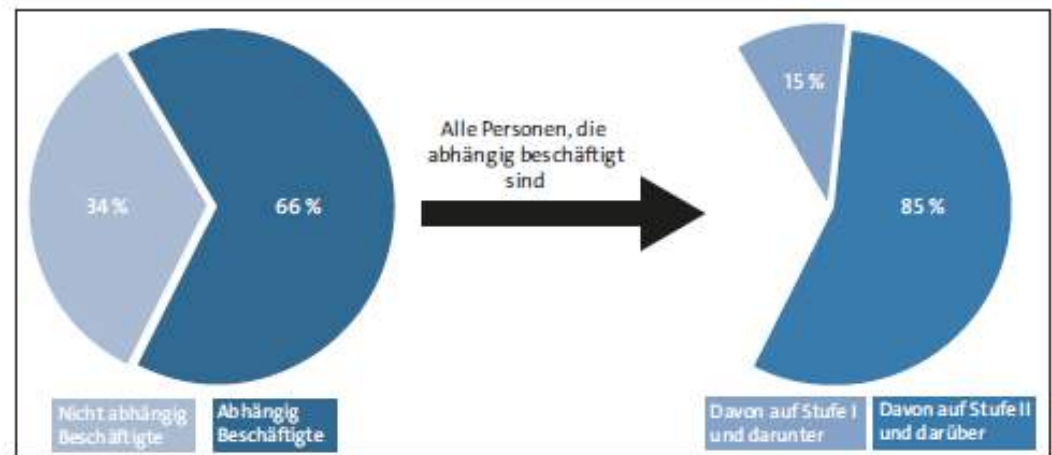 34 %
66 %
Alle Personen, die
abhängig beschäftigt
sind
15 %
85 %
Nicht abhängig
Beschäftigte
Abhängig
Beschäftigte
Davon auf Stufe I
und darunter
Davon auf Stufe II
und darüber